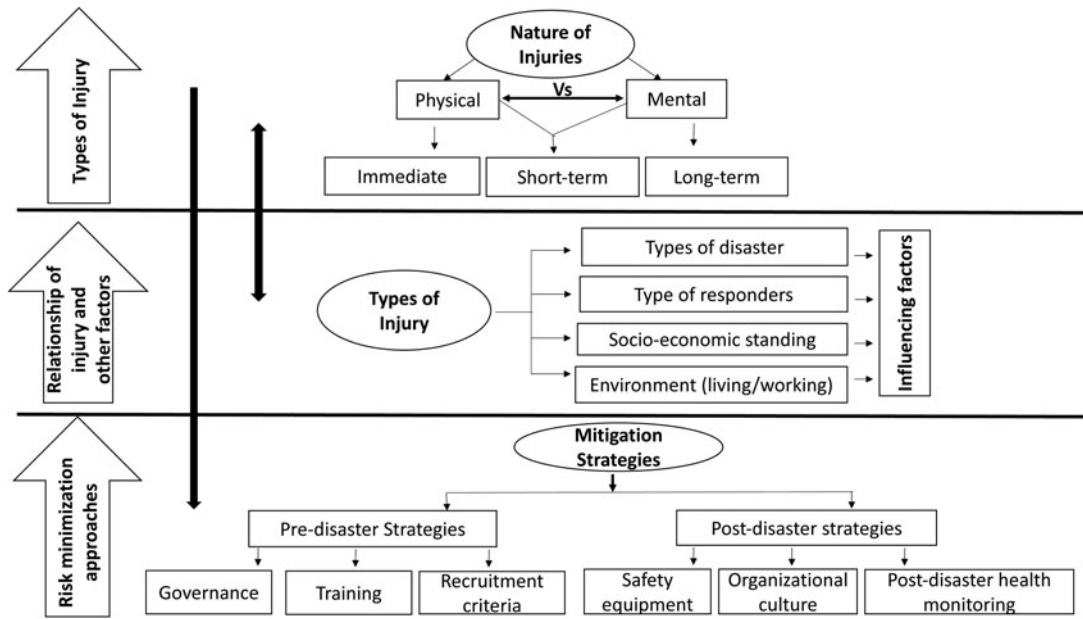 Types of Injury
Nature of
Injuries
Vs
Physical
Mental
Immediate
Short-term
Long-term
Relationship of
injury and
other factors
Types of
Injury
Types of disaster
Type of responders
Socio-economic standing
Environment (living/working)
Influencing factors
Risk minimization
approaches
Mitigation
Strategies
Pre-disaster Strategies
Post-disaster strategies
Governance
Training
Recruitment
criteria
Safety
equipment
Organizational
culture
Post-disaster health
monitoring